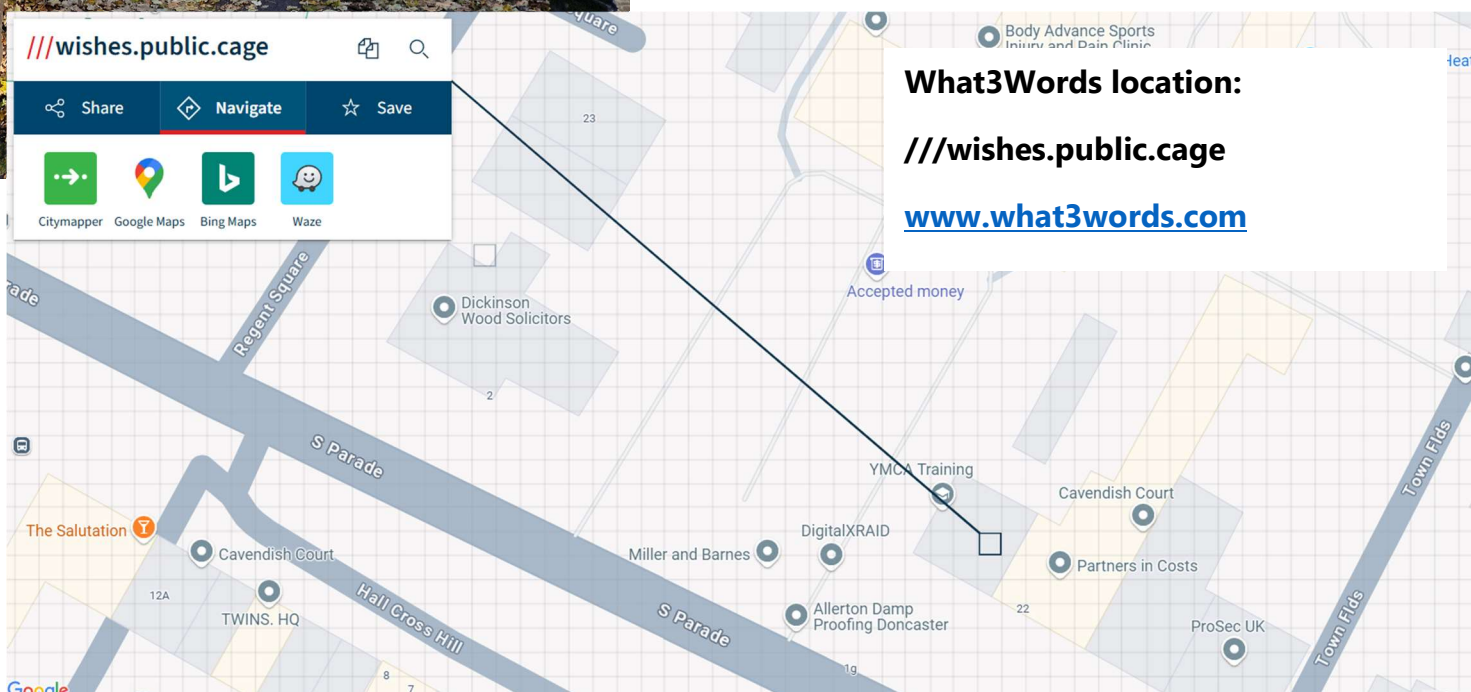 ///wishes.public.cage
Share
Navigate
Save
Citymapper
Google Maps
Bing Maps
Waze
What3Words location:
///wishes.public.cage
www.what3words.com
Square
Body Advance Sports
Injury and Pain Clinic
23
Accepted money
Regent Square
Dickinson
Wood Solicitors
2
S Parade
YMCA Training
Cavendish Court
Town Flds
The Salutation
Cavendish Court
Miller and Barnes
DigitalXRAID
Partners in Costs
12A
TWINS. HQ
Hall Cross Hill
S Parade
Allerton Damp
Proofing Doncaster
22
ProSec UK
Town Flds
1g
8
7
Google